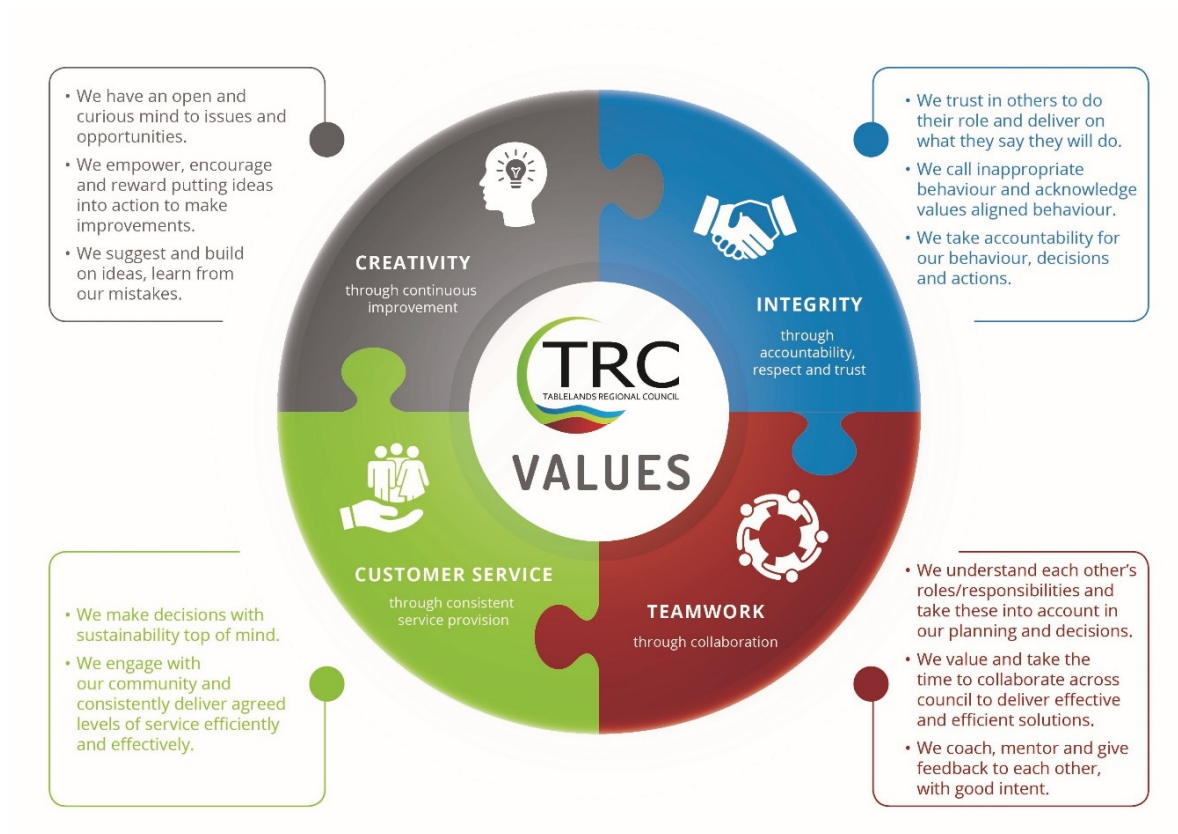 • We have an open and
curious mind to issues and
opportunities.
• We empower, encourage
and reward putting ideas
into action to make
improvements.
• We suggest and build
on ideas, learn from
our mistakes.
CREATIVITY
through continuous
improvement
• We trust in others to do
their role and deliver on
what they say they will do.
• We call inappropriate
behaviour and acknowledge
values aligned behaviour.
• We take accountability for
our behaviour, decisions
and actions.
INTEGRITY
through
accountability,
respect and trust
TRC
TABLELANDS REGIONAL COUNCIL
VALUES
• We make decisions with
sustainability top of mind.
• We engage with
our community and
consistently deliver agreed
levels of service efficiently
and effectively.
CUSTOMER SERVICE
through consistent
service provision
TEAMWORK
through collaboration
• We understand each other’s
roles/responsibilities and
take these into account in
our planning and decisions.
• We value and take the
time to collaborate across
council to deliver effective
and efficient solutions.
• We coach, mentor and give
feedback to each other,
with good intent.